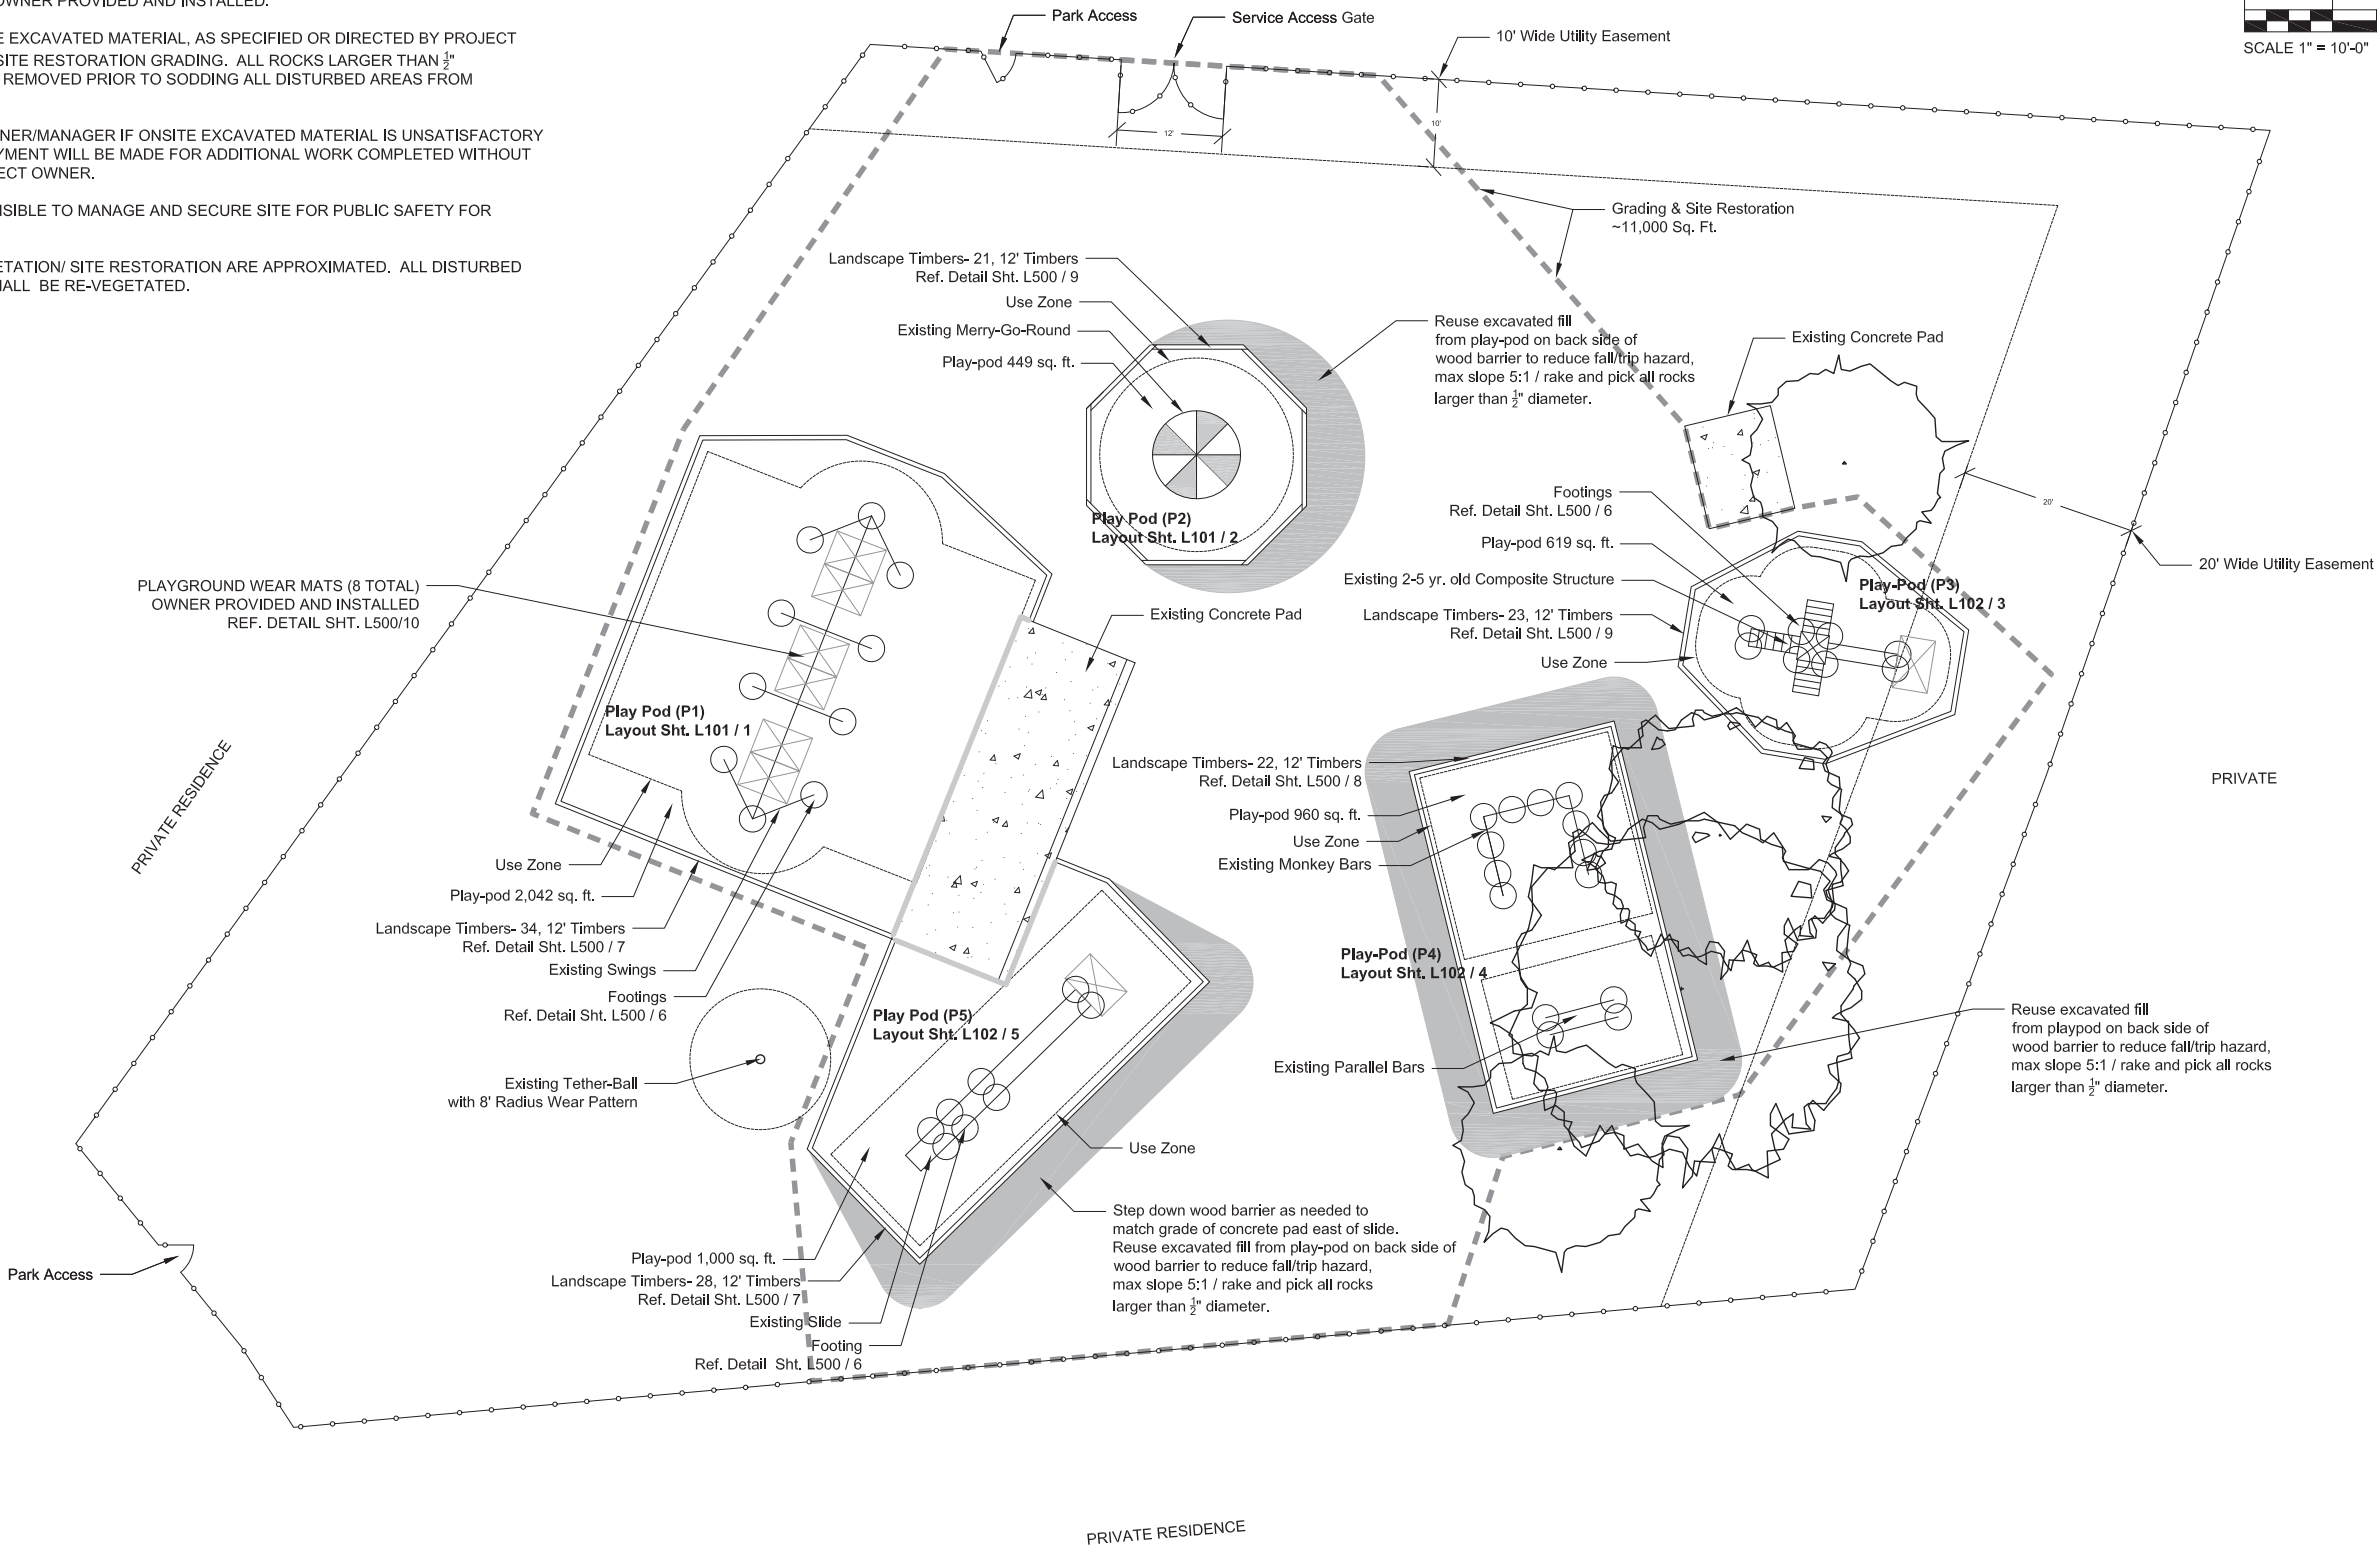 OWNER PROVIDED AND INSTALLED.
E EXCAVATED MATERIAL, AS SPECIFIED OR DIRECTED BY PROJECT
SITE RESTORATION GRADING. ALL ROCKS LARGER THAN ½"
REMOVED PRIOR TO SODDING ALL DISTURBED AREAS FROM
NER/MANAGER IF ONSITE EXCAVATED MATERIAL IS UNSATISFACTORY
YMENT WILL BE MADE FOR ADDITIONAL WORK COMPLETED WITHOUT
ECT OWNER.
NSIBLE TO MANAGE AND SECURE SITE FOR PUBLIC SAFETY FOR
ETATION/ SITE RESTORATION ARE APPROXIMATED. ALL DISTURBED
HALL BE RE-VEGETATED.
Park Access
Service Access Gate
10' Wide Utility Easement
SCALE 1" = 10'-0"
12'
10'
Grading & Site Restoration
~11,000 Sq. Ft.
Landscape Timbers- 21, 12' Timbers
Ref. Detail Sht. L500 / 9
Use Zone
Existing Merry-Go-Round
Play-pod 449 sq. ft.
Reuse excavated fill
from play-pod on back side of
wood barrier to reduce fall/trip hazard,
max slope 5:1 / rake and pick all rocks
larger than ½" diameter.
Existing Concrete Pad
Play Pod (P2)
Layout Sht. L101 / 2
Footings
Ref. Detail Sht. L500 / 6
Play-pod 619 sq. ft.
Existing 2-5 yr. old Composite Structure
Landscape Timbers- 23, 12' Timbers
Ref. Detail Sht. L500 / 9
Use Zone
20'
20' Wide Utility Easement
Play-Pod (P3)
Layout Sht. L102 / 3
PLAYGROUND WEAR MATS (8 TOTAL)
OWNER PROVIDED AND INSTALLED
REF. DETAIL SHT. L500/10
Existing Concrete Pad
Play Pod (P1)
Layout Sht. L101 / 1
PRIVATE RESIDENCE
Landscape Timbers- 22, 12' Timbers
Ref. Detail Sht. L500 / 8
Play-pod 960 sq. ft.
Use Zone
Existing Monkey Bars
PRIVATE
Use Zone
Play-pod 2,042 sq. ft.
Landscape Timbers- 34, 12' Timbers
Ref. Detail Sht. L500 / 7
Existing Swings
Footings
Ref. Detail Sht. L500 / 6
Play-Pod (P4)
Layout Sht. L102 / 4
Play Pod (P5)
Layout Sht. L102 / 5
Reuse excavated fill
from playpod on back side of
wood barrier to reduce fall/trip hazard,
max slope 5:1 / rake and pick all rocks
larger than ½" diameter.
Existing Parallel Bars
Existing Tether-Ball
with 8' Radius Wear Pattern
Use Zone
Step down wood barrier as needed to
match grade of concrete pad east of slide.
Reuse excavated fill from play-pod on back side of
wood barrier to reduce fall/trip hazard,
max slope 5:1 / rake and pick all rocks
larger than ½" diameter.
Park Access
Play-pod 1,000 sq. ft.
Landscape Timbers- 28, 12' Timbers
Ref. Detail Sht. L500 / 7
Existing Slide
Footing
Ref. Detail Sht. L500 / 6
PRIVATE RESIDENCE